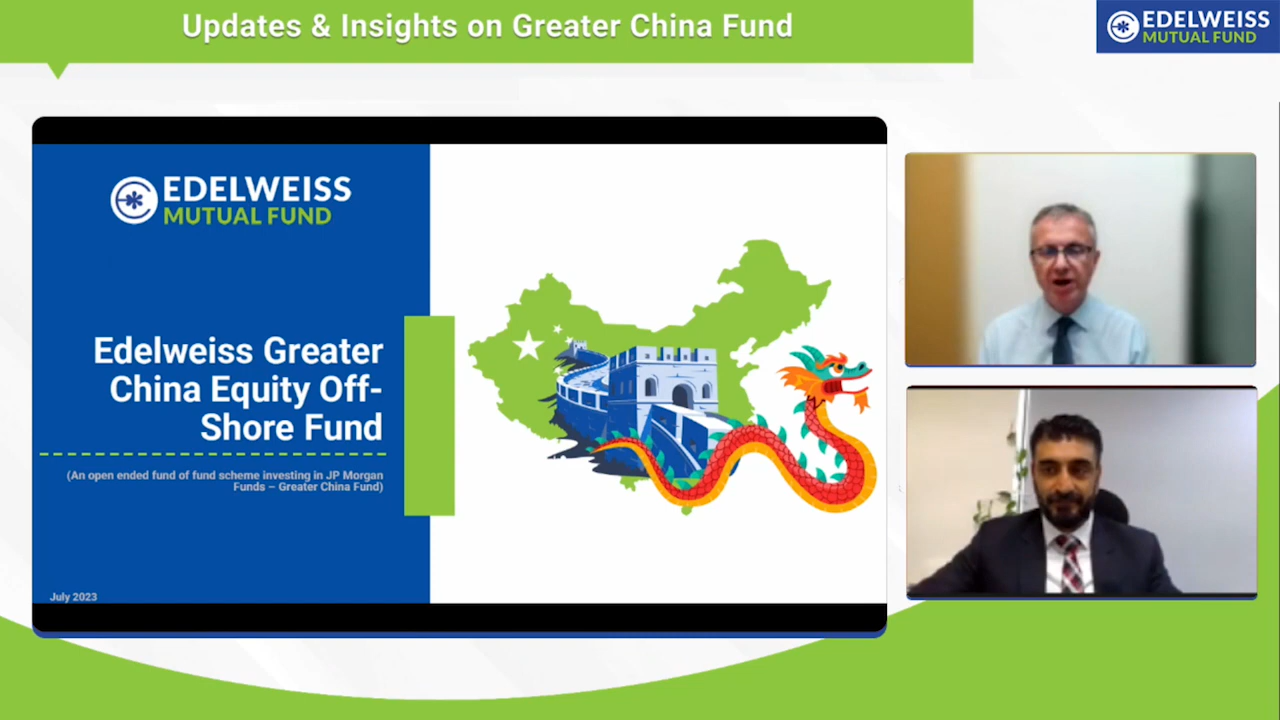 Updates & Insights on Greater China Fund
EDELWEISS
MUTUAL FUND
EDELWEISS
MUTUAL FUND
Edelweiss Greater
China Equity Off-
Shore Fund
(An open ended fund of fund scheme investing in JP Morgan
Funds – Greater China Fund)
July 2023